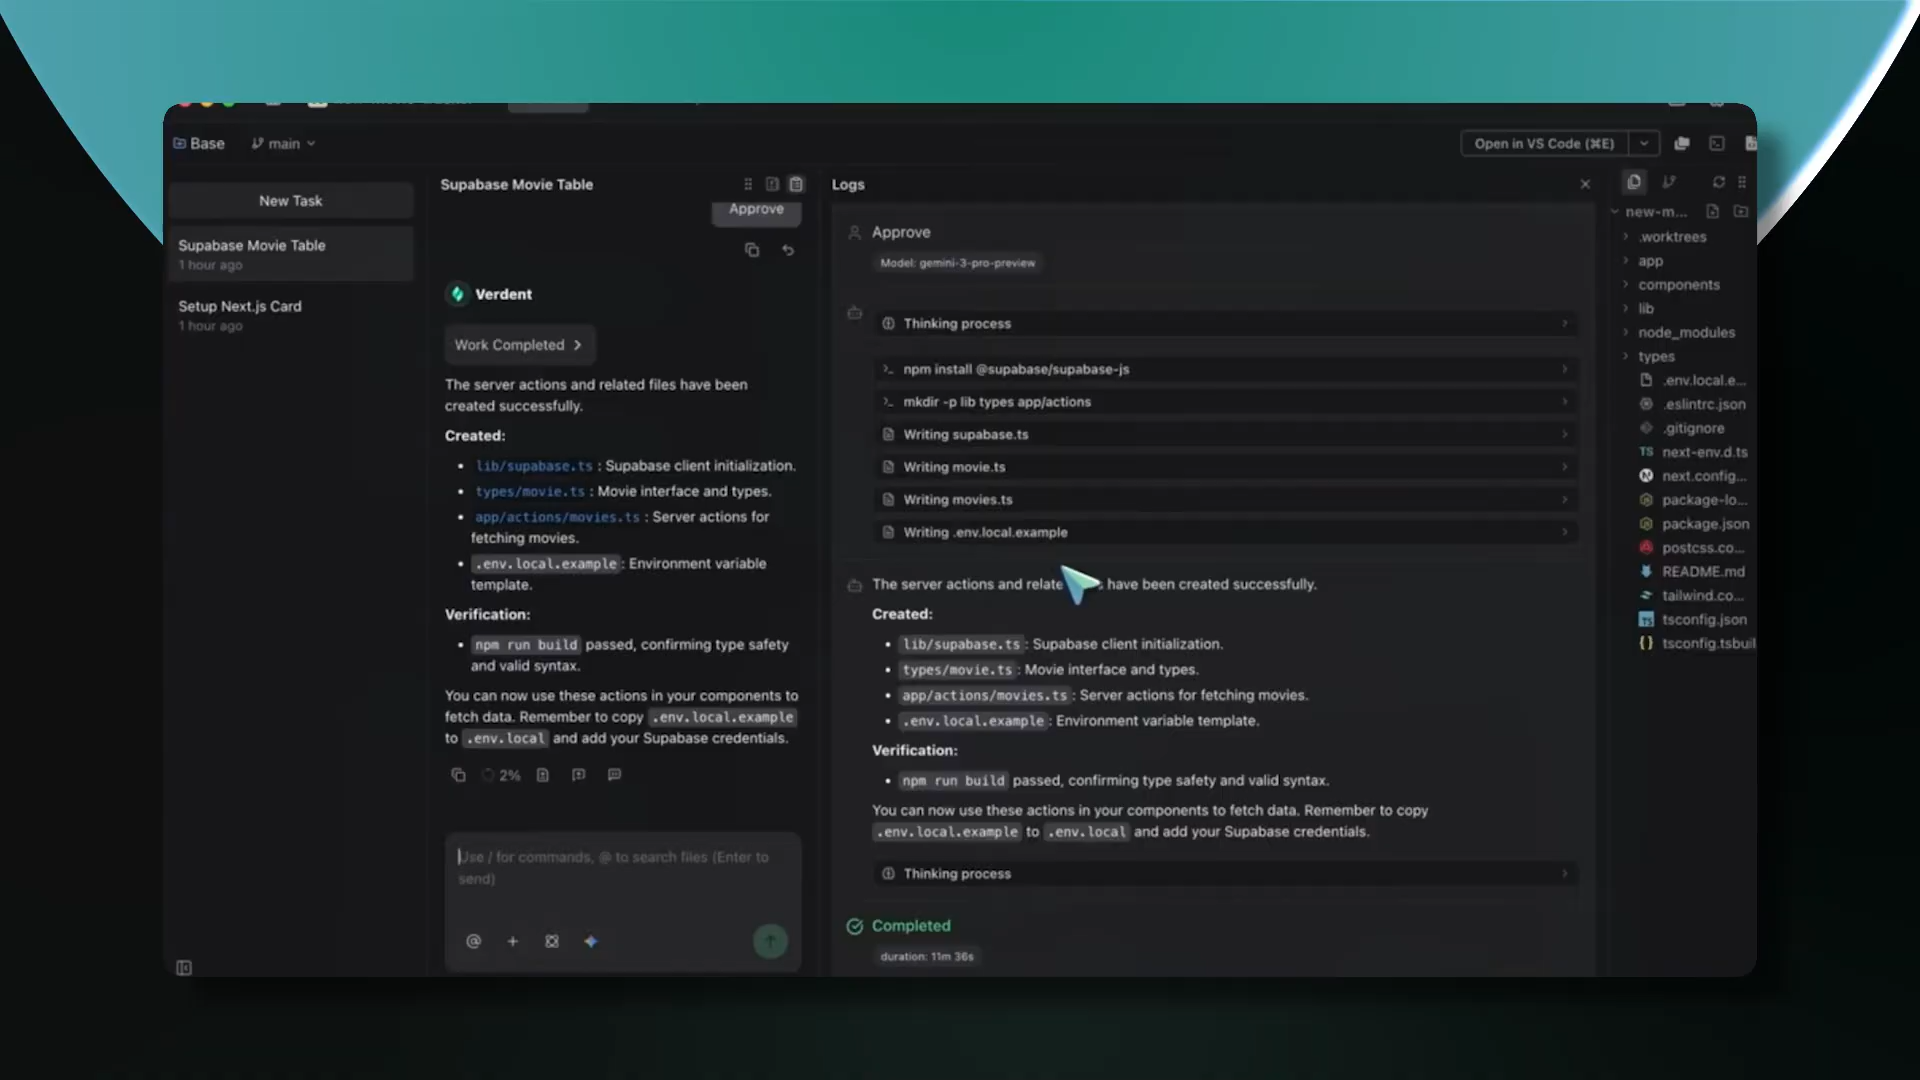 Base
main
Open in VS Code (⌘E)
New Task
Supabase Movie Table
1 hour ago
Setup Next.js Card
1 hour ago
Supabase Movie Table
Approve
Verdent
Work Completed
The server actions and related files have been
created successfully.
Created:
lib/supabase.ts : Supabase client initialization.
types/movie.ts : Movie interface and types.
app/actions/movies.ts : Server actions for
fetching movies.
.env.local.example : Environment variable
template.
Verification:
npm run build passed, confirming type safety
and valid syntax.
You can now use these actions in your components to
fetch data. Remember to copy .env.local.example
to .env.local and add your Supabase credentials.
2%
Use / for commands, @ to search files (Enter to
send)
Logs
Approve
Model: gemini-3-pro-preview
Thinking process
npm install @supabase/supabase-js
mkdir -p lib types app/actions
Writing supabase.ts
Writing movie.ts
Writing movies.ts
Writing .env.local.example
The server actions and relate have been created successfully.
Created:
lib/supabase.ts : Supabase client initialization.
types/movie.ts : Movie interface and types.
app/actions/movies.ts : Server actions for fetching movies.
.env.local.example : Environment variable template.
Verification:
npm run build passed, confirming type safety and valid syntax.
You can now use these actions in your components to fetch data. Remember to copy
.env.local.example to .env.local and add your Supabase credentials.
Thinking process
Completed
duration: 11m 36s
new-m...
.worktrees
app
components
lib
node_modules
types
.env.local.e...
.eslintrc.json
.gitignore
TS next-env.d.ts
next.config...
package-lo...
package.json
postcss.co...
README.md
tailwind.co...
tsconfig.json
tsconfig.tsbuil